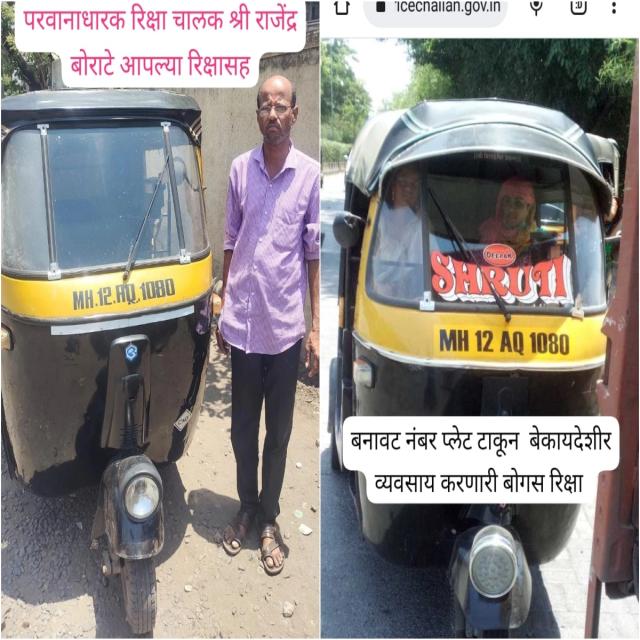 परवानाधारक रिक्षा चालक श्री राजेंद्र
बोराटे आपल्या रिक्षासह
MH.12.AQ.1080
icechallan.gov.in
DEEPAK
SHRUTI
MH 12 AQ 1080
बनावट नंबर प्लेट टाकून बेकायदेशीर
व्यवसाय करणारी बोगस रिक्षा